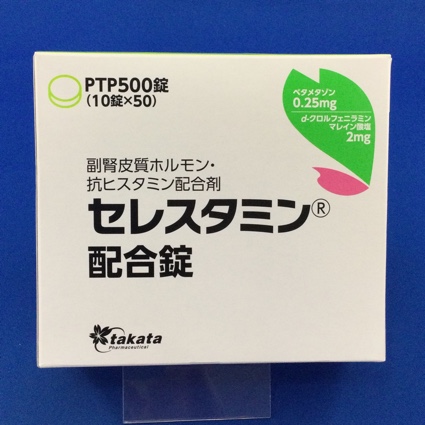 PTP500錠
(10錠×50)
ベタメタゾン
0.25mg
d-クロルフェニラミン
マレイン酸塩
2mg
副腎皮質ホルモン・
抗ヒスタミン配合剤
セレスタミン®
配合錠
takata
Pharmaceutical